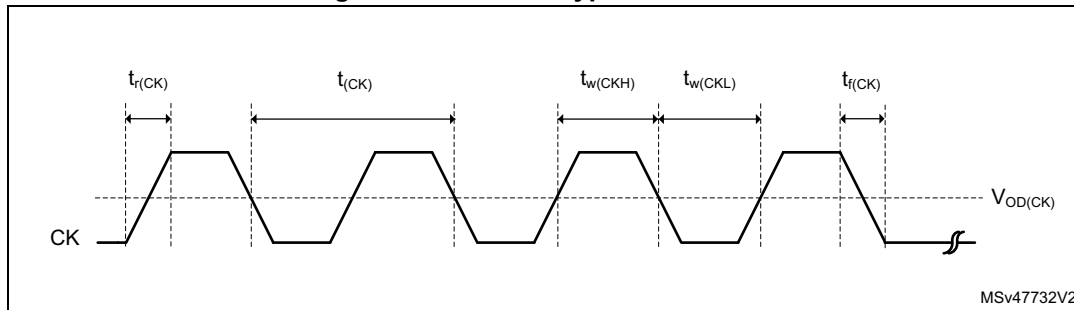 t_r(CK)
t_(CK)
t_w(CKH)
t_w(CKL)
t_f(CK)
V_OD(CK)
CK
MSv47732V2